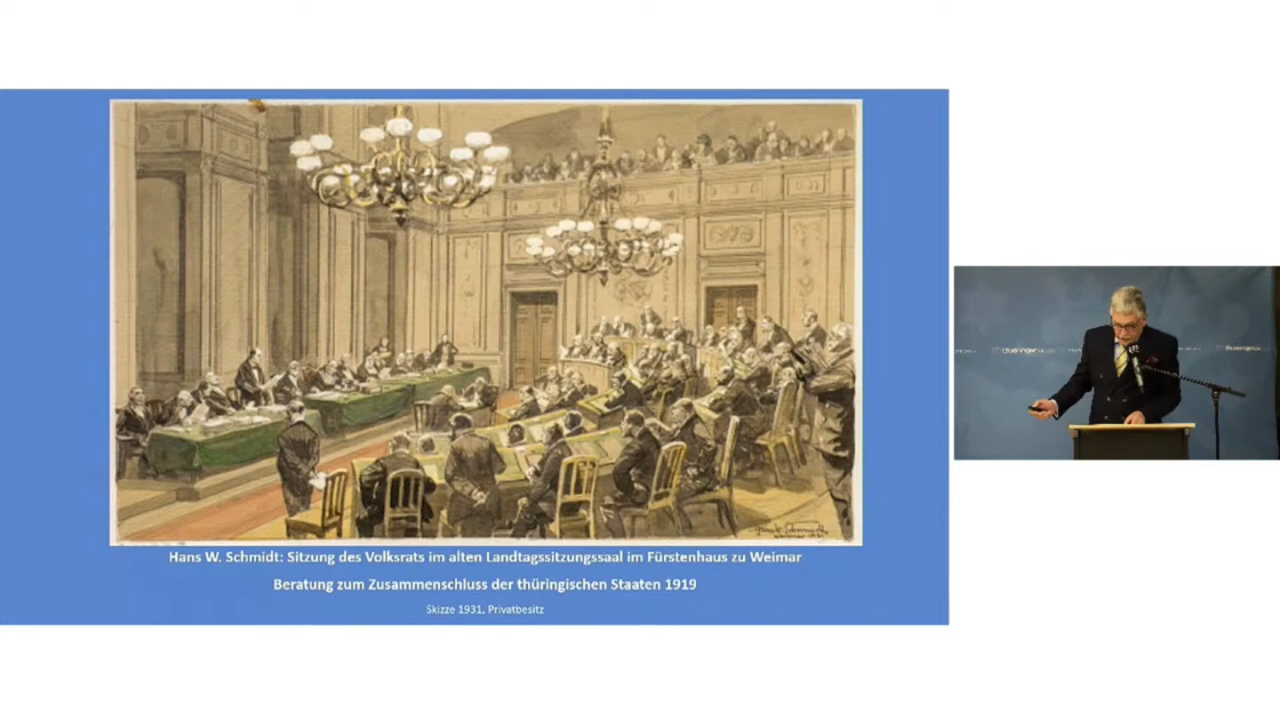 Hans W. Schmidt: Sitzung des Volksrats im alten Landtagssitzungssaal im Fürstenhaus zu Weimar
Beratung zum Zusammenschluss der thüringischen Staaten 1919
Skizze 1931, Privatbesitz